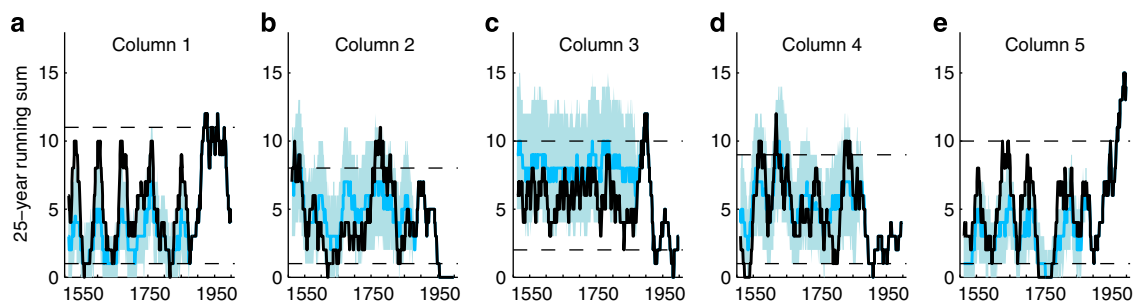 a b c d e
Column 1 Column 2 Column 3 Column 4 Column 5
25−year running sum
15 15 15 15 15
10 10 10 10 10
5 5 5 5 5
0 0 0 0 0
1550 1750 1950 1550 1750 1950 1550 1750 1950 1550 1750 1950 1550 1750 1950